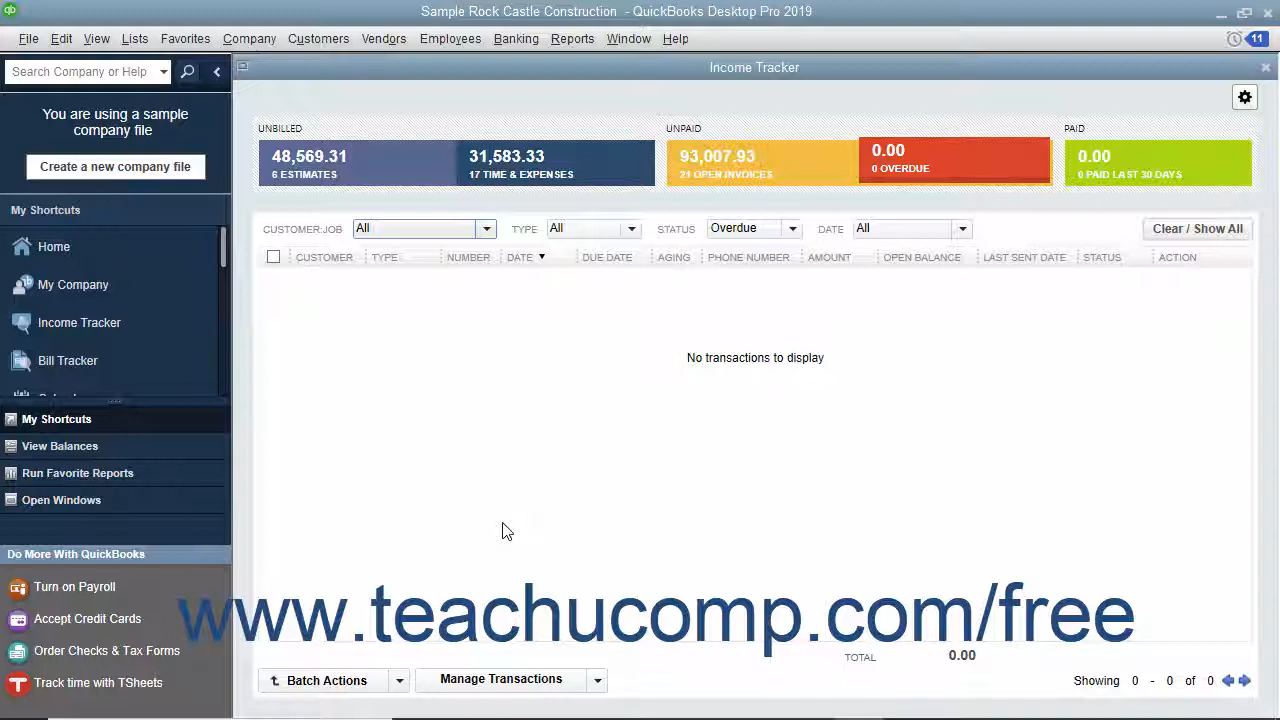 Sample Rock Castle Construction - QuickBooks Desktop Pro 2019
File Edit View Lists Favorites Company Customers Vendors Employees Banking Reports Window Help
11
Search Company or Help
Income Tracker
You are using a sample
company file
Create a new company file
My Shortcuts
Home
My Company
Income Tracker
Bill Tracker
My Shortcuts
View Balances
Run Favorite Reports
Open Windows
Do More With QuickBooks
Turn on Payroll
Accept Credit Cards
Order Checks & Tax Forms
Track time with TSheets
UNBILLED UNPAID PAID
48,569.31 31,583.33 93,007.93 0.00 0.00
6 ESTIMATES 17 TIME & EXPENSES 21 OPEN INVOICES 0 OVERDUE 0 PAID LAST 30 DAYS
CUSTOMER:JOB All TYPE All STATUS Overdue DATE All Clear / Show All
CUSTOMER TYPE NUMBER DATE DUE DATE AGING PHONE NUMBER AMOUNT OPEN BALANCE LAST SENT DATE STATUS ACTION
No transactions to display
www.teachucomp.com/free
TOTAL 0.00
Batch Actions Manage Transactions Showing 0 - 0 of 0